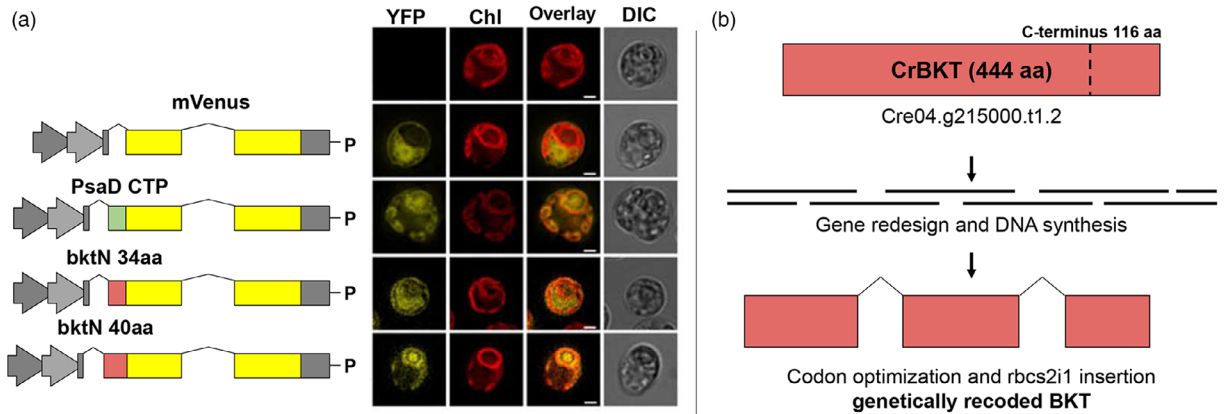 (a)
YFP
Chl
Overlay
DIC
mVenus
P
PsaD CTP
P
bktN 34aa
P
bktN 40aa
P
(b)
C-terminus 116 aa
CrBKT (444 aa)
Cre04.g215000.t1.2
Gene redesign and DNA synthesis
Codon optimization and rbcs2i1 insertion
genetically recoded BKT